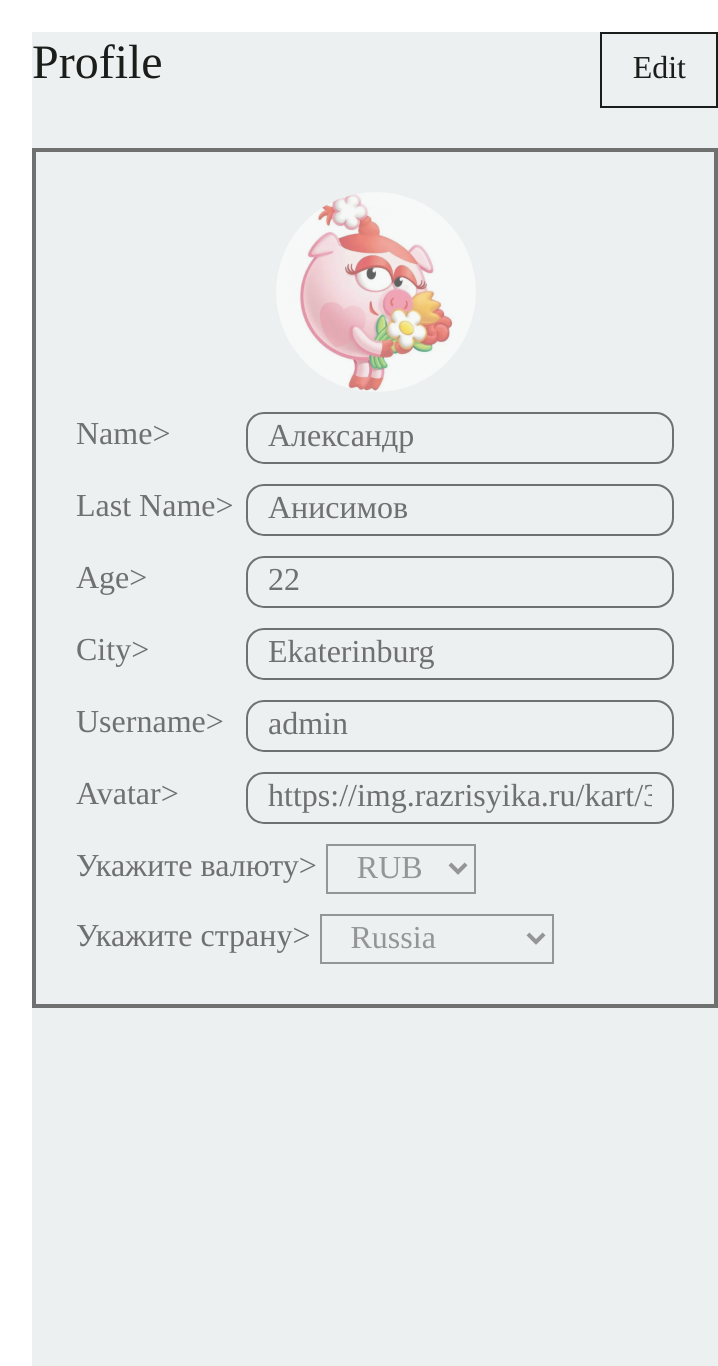 Profile
Edit
Name> Александр
Last Name> Анисимов
Age> 22
City> Ekaterinburg
Username> admin
Avatar> https://img.razrisyika.ru/kart/
Укажите валюту> RUB
Укажите страну> Russia